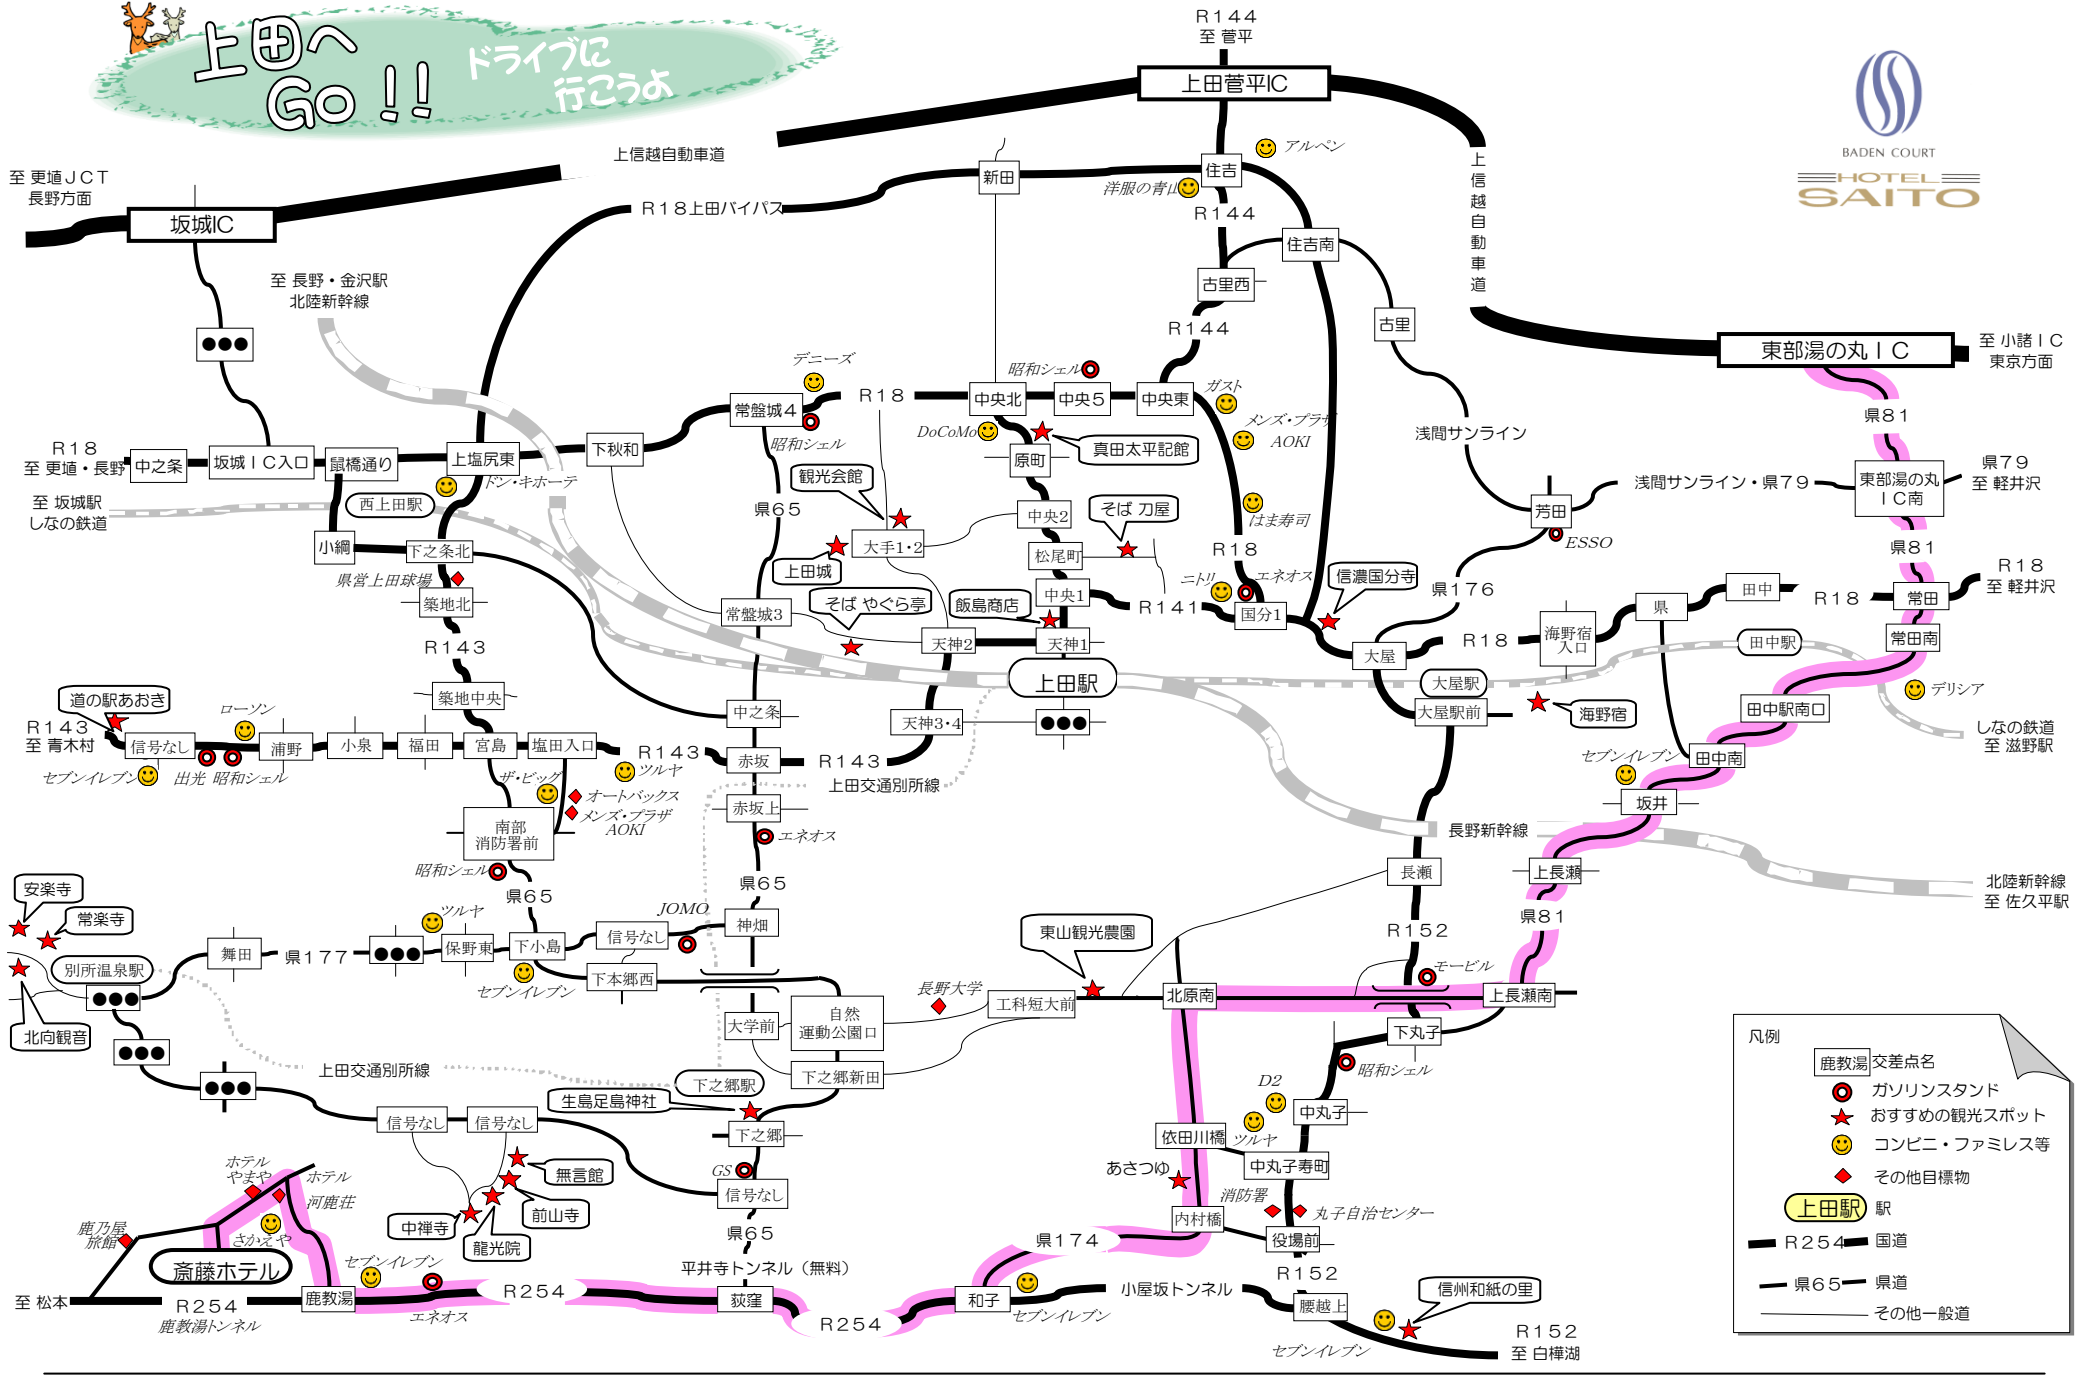 上田へ
Go!!
ドライブに
行こうよ
R144
至 菅平
上田菅平IC
BADEN COURT
HOTEL
SAITO
アルペン
上信越自動車道
至 更埴JCT
長野方面
坂城IC
新田
住吉
洋服の青山
上信越自動車道
R18上田バイパス
R144
住吉南
至 長野・金沢駅
北陸新幹線
古里西
R144
古里
東部湯の丸IC
至 小諸IC
東京方面
デニーズ
昭和シェル
ガスト
R18
常盤城4
中央北
中央5
中央東
県81
メンズ・プラザ
AOKI
昭和シェル
DoCoMo
浅間サンライン
R18
至 更埴・長野
中之条
坂城IC入口
鼠橋通り
上塩尻東
下秋和
真田太平記館
原町
観光会館
県79
至 軽井沢
東部湯の丸
IC南
浅間サンライン・県79
ドン・キホーテ
至 坂城駅
しなの鉄道
西上田駅
県65
中央2
そば 刀屋
はま寿司
芳田
ESSO
小綱
下之条北
大手1・2
松尾町
R18
県81
上田城
県営上田球場
ニトリ
エネオス
信濃国分寺
県176
R18
至 軽井沢
築地北
そば やぐら亭
飯島商店
中央1
R141
国分1
県
田中
R18
常田
常盤城3
R143
天神2
天神1
大屋
R18
海野宿
入口
田中駅
常田南
上田駅
大屋駅
デリシア
道の駅あおき
築地中央
中之条
天神3・4
大屋駅前
海野宿
田中駅南口
R143
至 青木村
ローソン
信号なし
浦野
小泉
福田
宮島
塩田入口
R143
赤坂
R143
しなの鉄道
至 滋野駅
セブンイレブン
田中南
セブンイレブン
出光
昭和シェル
ザ・ビッグ
ツルヤ
上田交通別所線
オートバックス
メンズ・プラザ
AOKI
赤坂上
坂井
南部
消防署前
エネオス
長野新幹線
昭和シェル
県65
県65
長瀬
上長瀬
北陸新幹線
至 佐久平駅
安楽寺
常楽寺
ツルヤ
JOMO
東山観光農園
R152
県81
舞田
県177
保野東
下小島
信号なし
神畑
別所温泉駅
セブンイレブン
下本郷西
長野大学
モービル
北向観音
大学前
自然
運動公園口
工科短大前
北原南
上長瀬南
下丸子
上田交通別所線
下之郷駅
下之郷新田
昭和シェル
凡例
鹿教湯 交差点名
ガソリンスタンド
おすすめの観光スポット
コンビニ・ファミレス等
その他目標物
上田駅 駅
R254 国道
県65 県道
その他一般道
生島足島神社
D2
中丸子
信号なし
信号なし
下之郷
依田川橋
ツルヤ
中丸子寿町
ホテル
やまや
ホテル
河鹿荘
無言館
GS
信号なし
あさつゆ
消防署
丸子自治センター
鹿乃屋
旅館
さかえや
中禅寺
前山寺
龍光院
県65
内村橋
役場前
県174
斎藤ホテル
セブンイレブン
平井寺トンネル（無料）
R152
小屋坂トンネル
信州和紙の里
至 松本
R254
鹿教湯トンネル
鹿教湯
エネオス
R254
荻窪
R254
和子
セブンイレブン
腰越上
セブンイレブン
R152
至 白樺湖